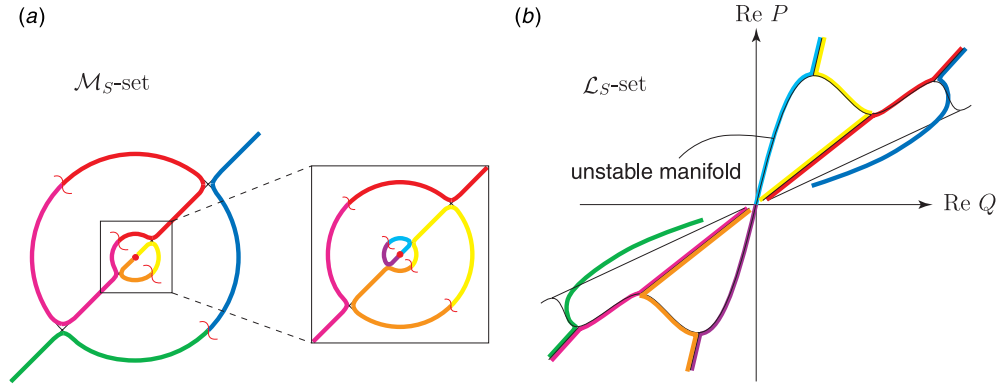 (a)
(b)
Re P
M_S-set
L_S-set
unstable manifold
Re Q